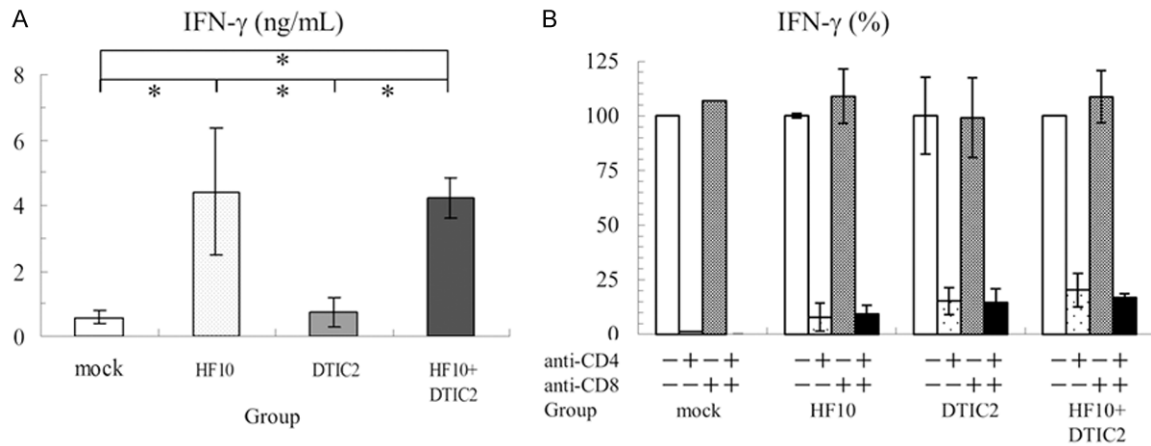 A
IFN-γ (ng/mL)
*
* * *
8
6
4
2
0
mock HF10 DTIC2 HF10+
DTIC2
Group
B
IFN-γ (%)
125
100
75
50
25
0
anti-CD4 − + − + − + − + − + − + − + − +
anti-CD8 − − + + − − + + − − + + − − + +
Group mock HF10 DTIC2 HF10+
DTIC2